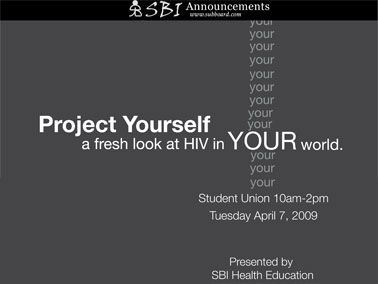 SBI Announcements
www.subboard.com
your
your
your
your
your
your
your
your
Project Yourself your
a fresh look at HIV in YOUR world.
your
your
your
Student Union 10am-2pm
Tuesday April 7, 2009
Presented by
SBI Health Education